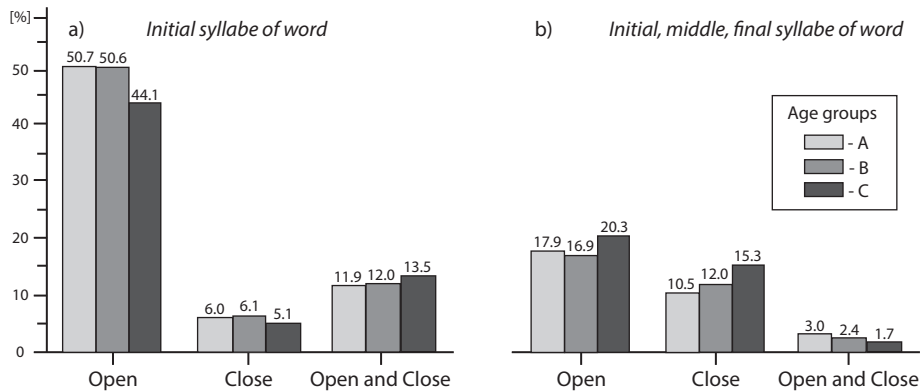 [%]
a) Initial syllabe of word
b) Initial, middle, final syllabe of word
50
40
30
20
10
0
50.7 50.6 44.1
6.0 6.1 5.1
11.9 12.0 13.5
17.9 16.9 20.3
10.5 12.0 15.3
3.0 2.4 1.7
Age groups
- A
- B
- C
Open Close Open and Close
Open Close Open and Close